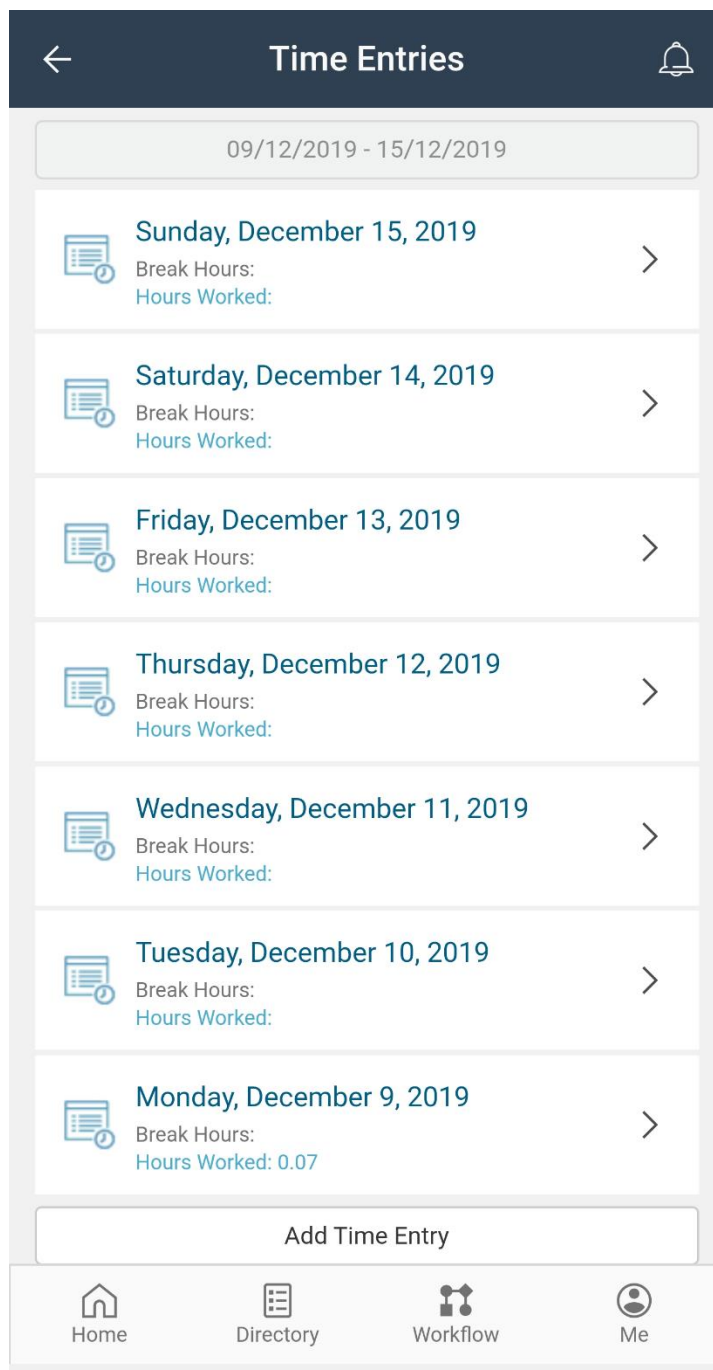 Time Entries
09/12/2019 - 15/12/2019
Sunday, December 15, 2019
Break Hours:
Hours Worked:
Saturday, December 14, 2019
Break Hours:
Hours Worked:
Friday, December 13, 2019
Break Hours:
Hours Worked:
Thursday, December 12, 2019
Break Hours:
Hours Worked:
Wednesday, December 11, 2019
Break Hours:
Hours Worked:
Tuesday, December 10, 2019
Break Hours:
Hours Worked:
Monday, December 9, 2019
Break Hours:
Hours Worked: 0.07
Add Time Entry
Home Directory Workflow Me